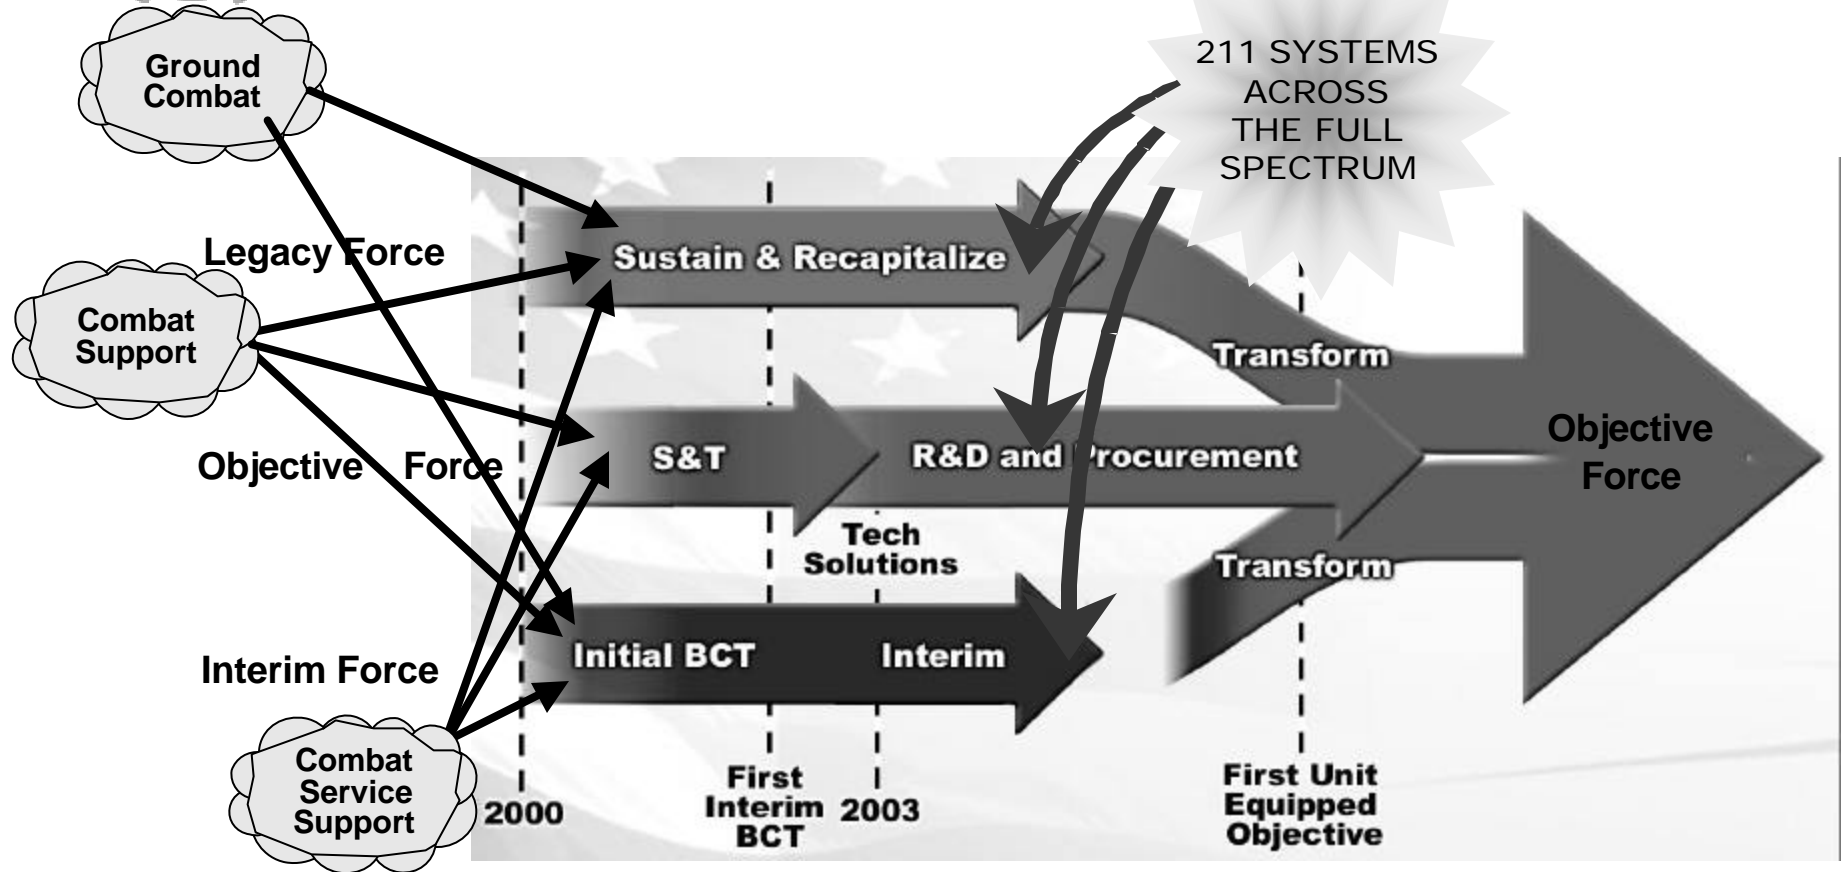 211 SYSTEMS
ACROSS
THE FULL
SPECTRUM
Ground
Combat
Legacy Force
Sustain & Recapitalize
Combat
Support
Transform
Objective Force
S&T
R&D and Procurement
Objective
Force
Tech
Solutions
Transform
Interim Force
Initial BCT
Interim
Combat
Service
Support
2000
First
Interim
BCT
2003
First Unit
Equipped
Objective